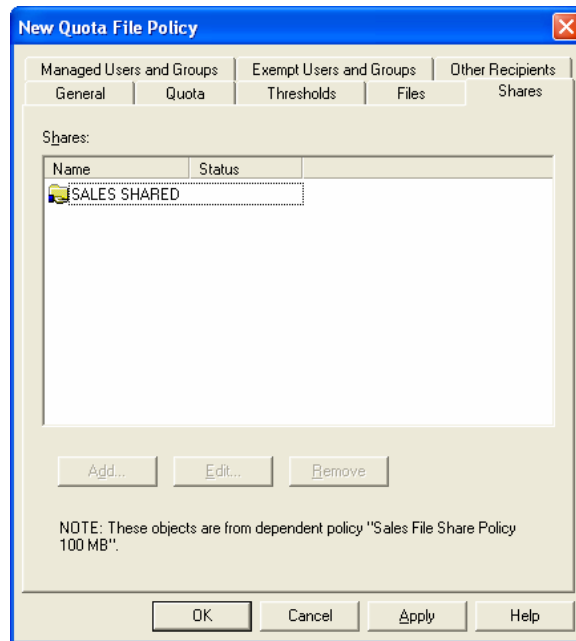 New Quota File Policy
Managed Users and Groups Exempt Users and Groups Other Recipients
General Quota Thresholds Files Shares
Shares:
Name Status
SALES SHARED
Add... Edit... Remove
NOTE: These objects are from dependent policy "Sales File Share Policy
100 MB".
OK Cancel Apply Help